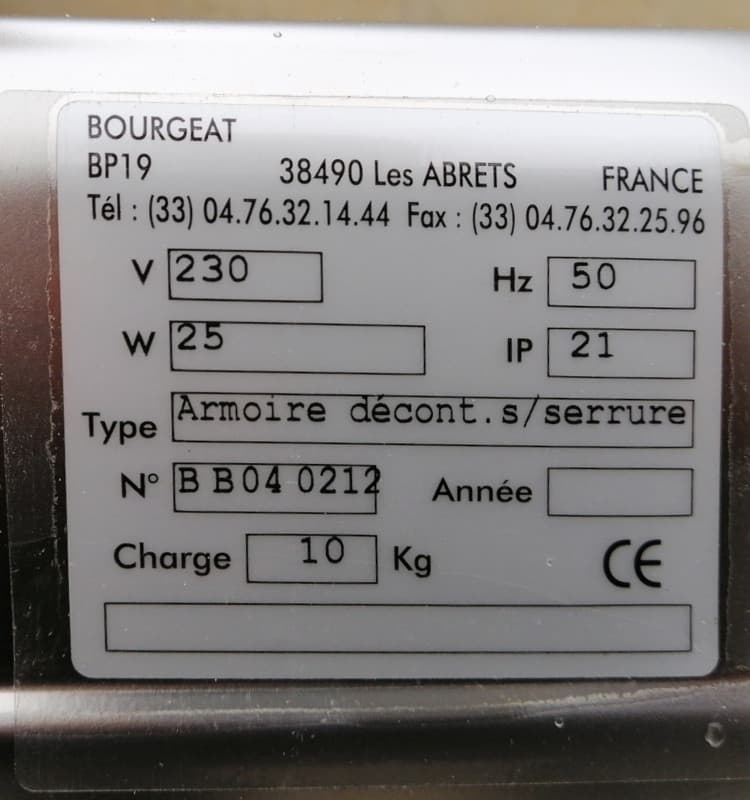 BOURGEAT
BP19 38490 Les ABRETS FRANCE
Tél : (33) 04.76.32.14.44 Fax : (33) 04.76.32.25.96
V 230 Hz 50
W 25 IP 21
Type Armoire décont.s/serrure
N° B B04 0212 Année
Charge 10 Kg CE